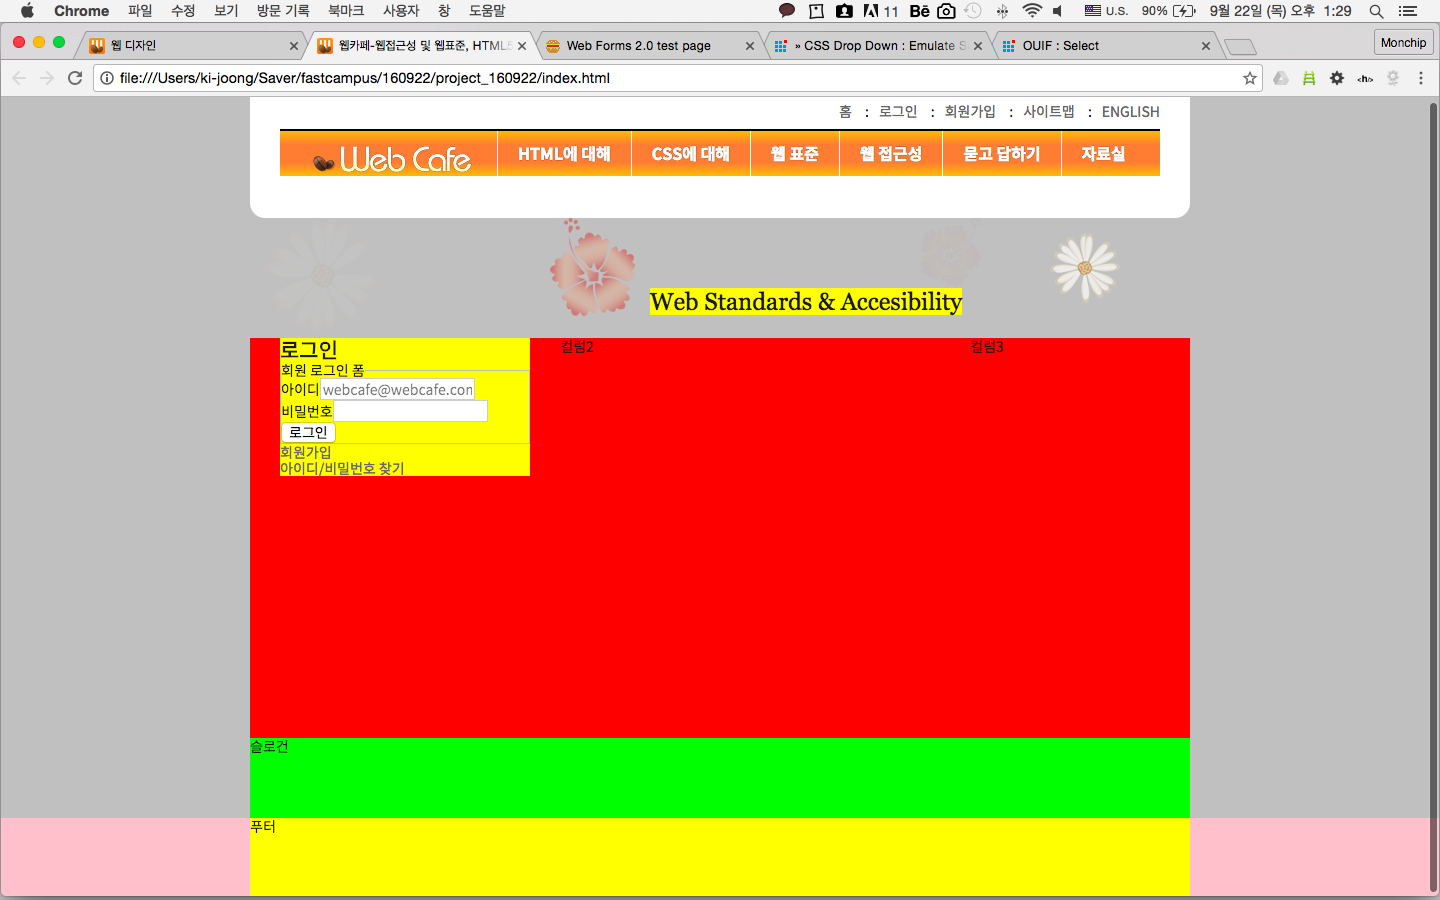 Chrome 파일 수정 보기 방문 기록 북마크 사용자 창 도움말 11 Bē U.S. 90% 9월 22일 (목) 오후 1:29
웹 디자인 웹카페-웹접근성 및 웹표준, HTML5 Web Forms 2.0 test page » CSS Drop Down : Emulate S OUIF : Select Monchip
file:///Users/ki-joong/Saver/fastcampus/160922/project_160922/index.html
홈 : 로그인 : 회원가입 : 사이트맵 : ENGLISH
Web Cafe HTML에 대해 CSS에 대해 웹 표준 웹 접근성 묻고 답하기 자료실
Web Standards & Accesibility
로그인 컬럼2 컬럼3
회원 로그인 폼
아이디 webcafe@webcafe.con
비밀번호
로그인
회원가입
아이디/비밀번호 찾기
슬로건
푸터